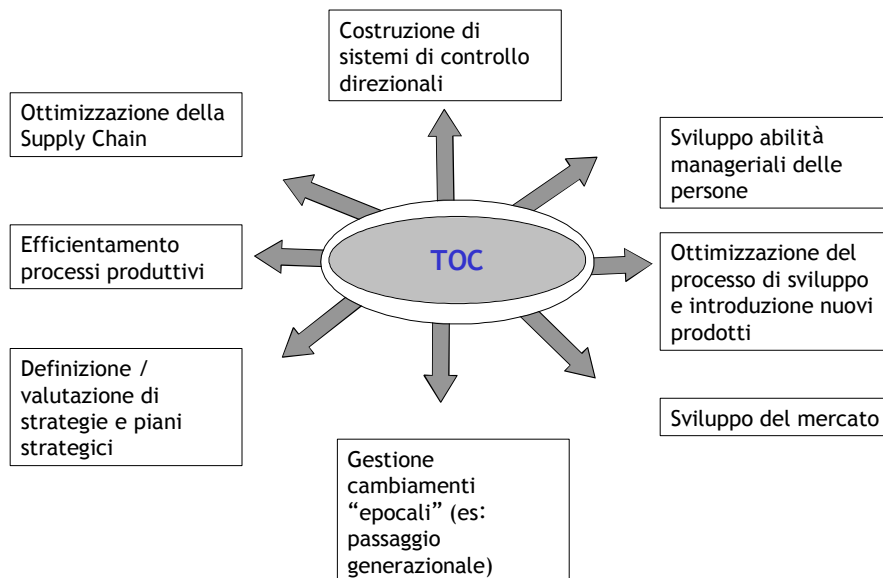 Costruzione di
sistemi di controllo
direzionali
Ottimizzazione della
Supply Chain
Sviluppo abilità
manageriali delle
persone
Efficientamento
processi produttivi
TOC
Ottimizzazione del
processo di sviluppo
e introduzione nuovi
prodotti
Definizione /
valutazione di
strategie e piani
strategici
Sviluppo del mercato
Gestione
cambiamenti
“epocali” (es:
passaggio
generazionale)